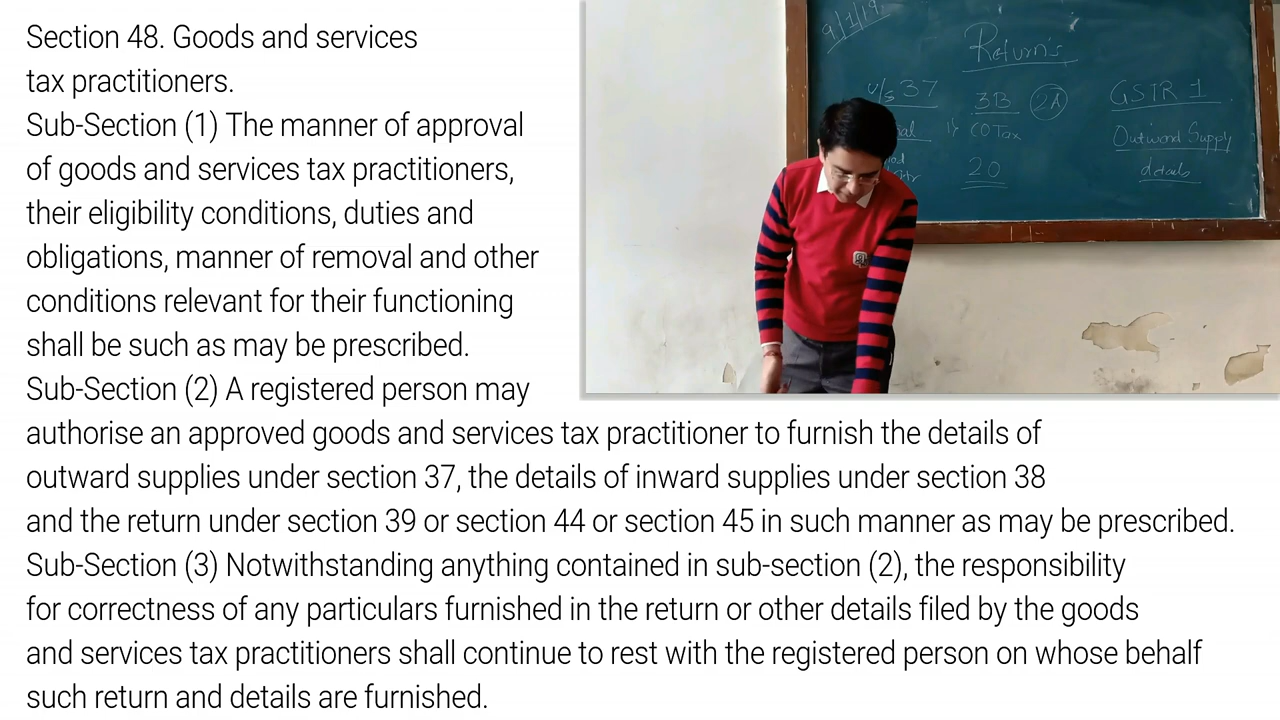 Section 48. Goods and services
tax practitioners.
Sub-Section (1) The manner of approval
of goods and services tax practitioners,
their eligibility conditions, duties and
obligations, manner of removal and other
conditions relevant for their functioning
shall be such as may be prescribed.
Sub-Section (2) A registered person may
authorise an approved goods and services tax practitioner to furnish the details of
outward supplies under section 37, the details of inward supplies under section 38
and the return under section 39 or section 44 or section 45 in such manner as may be prescribed.
Sub-Section (3) Notwithstanding anything contained in sub-section (2), the responsibility
for correctness of any particulars furnished in the return or other details filed by the goods
and services tax practitioners shall continue to rest with the registered person on whose behalf
such return and details are furnished.
9/1/19
Return's
u/s 37
3B 2A
20
GSTR 1
Outword Supply
details